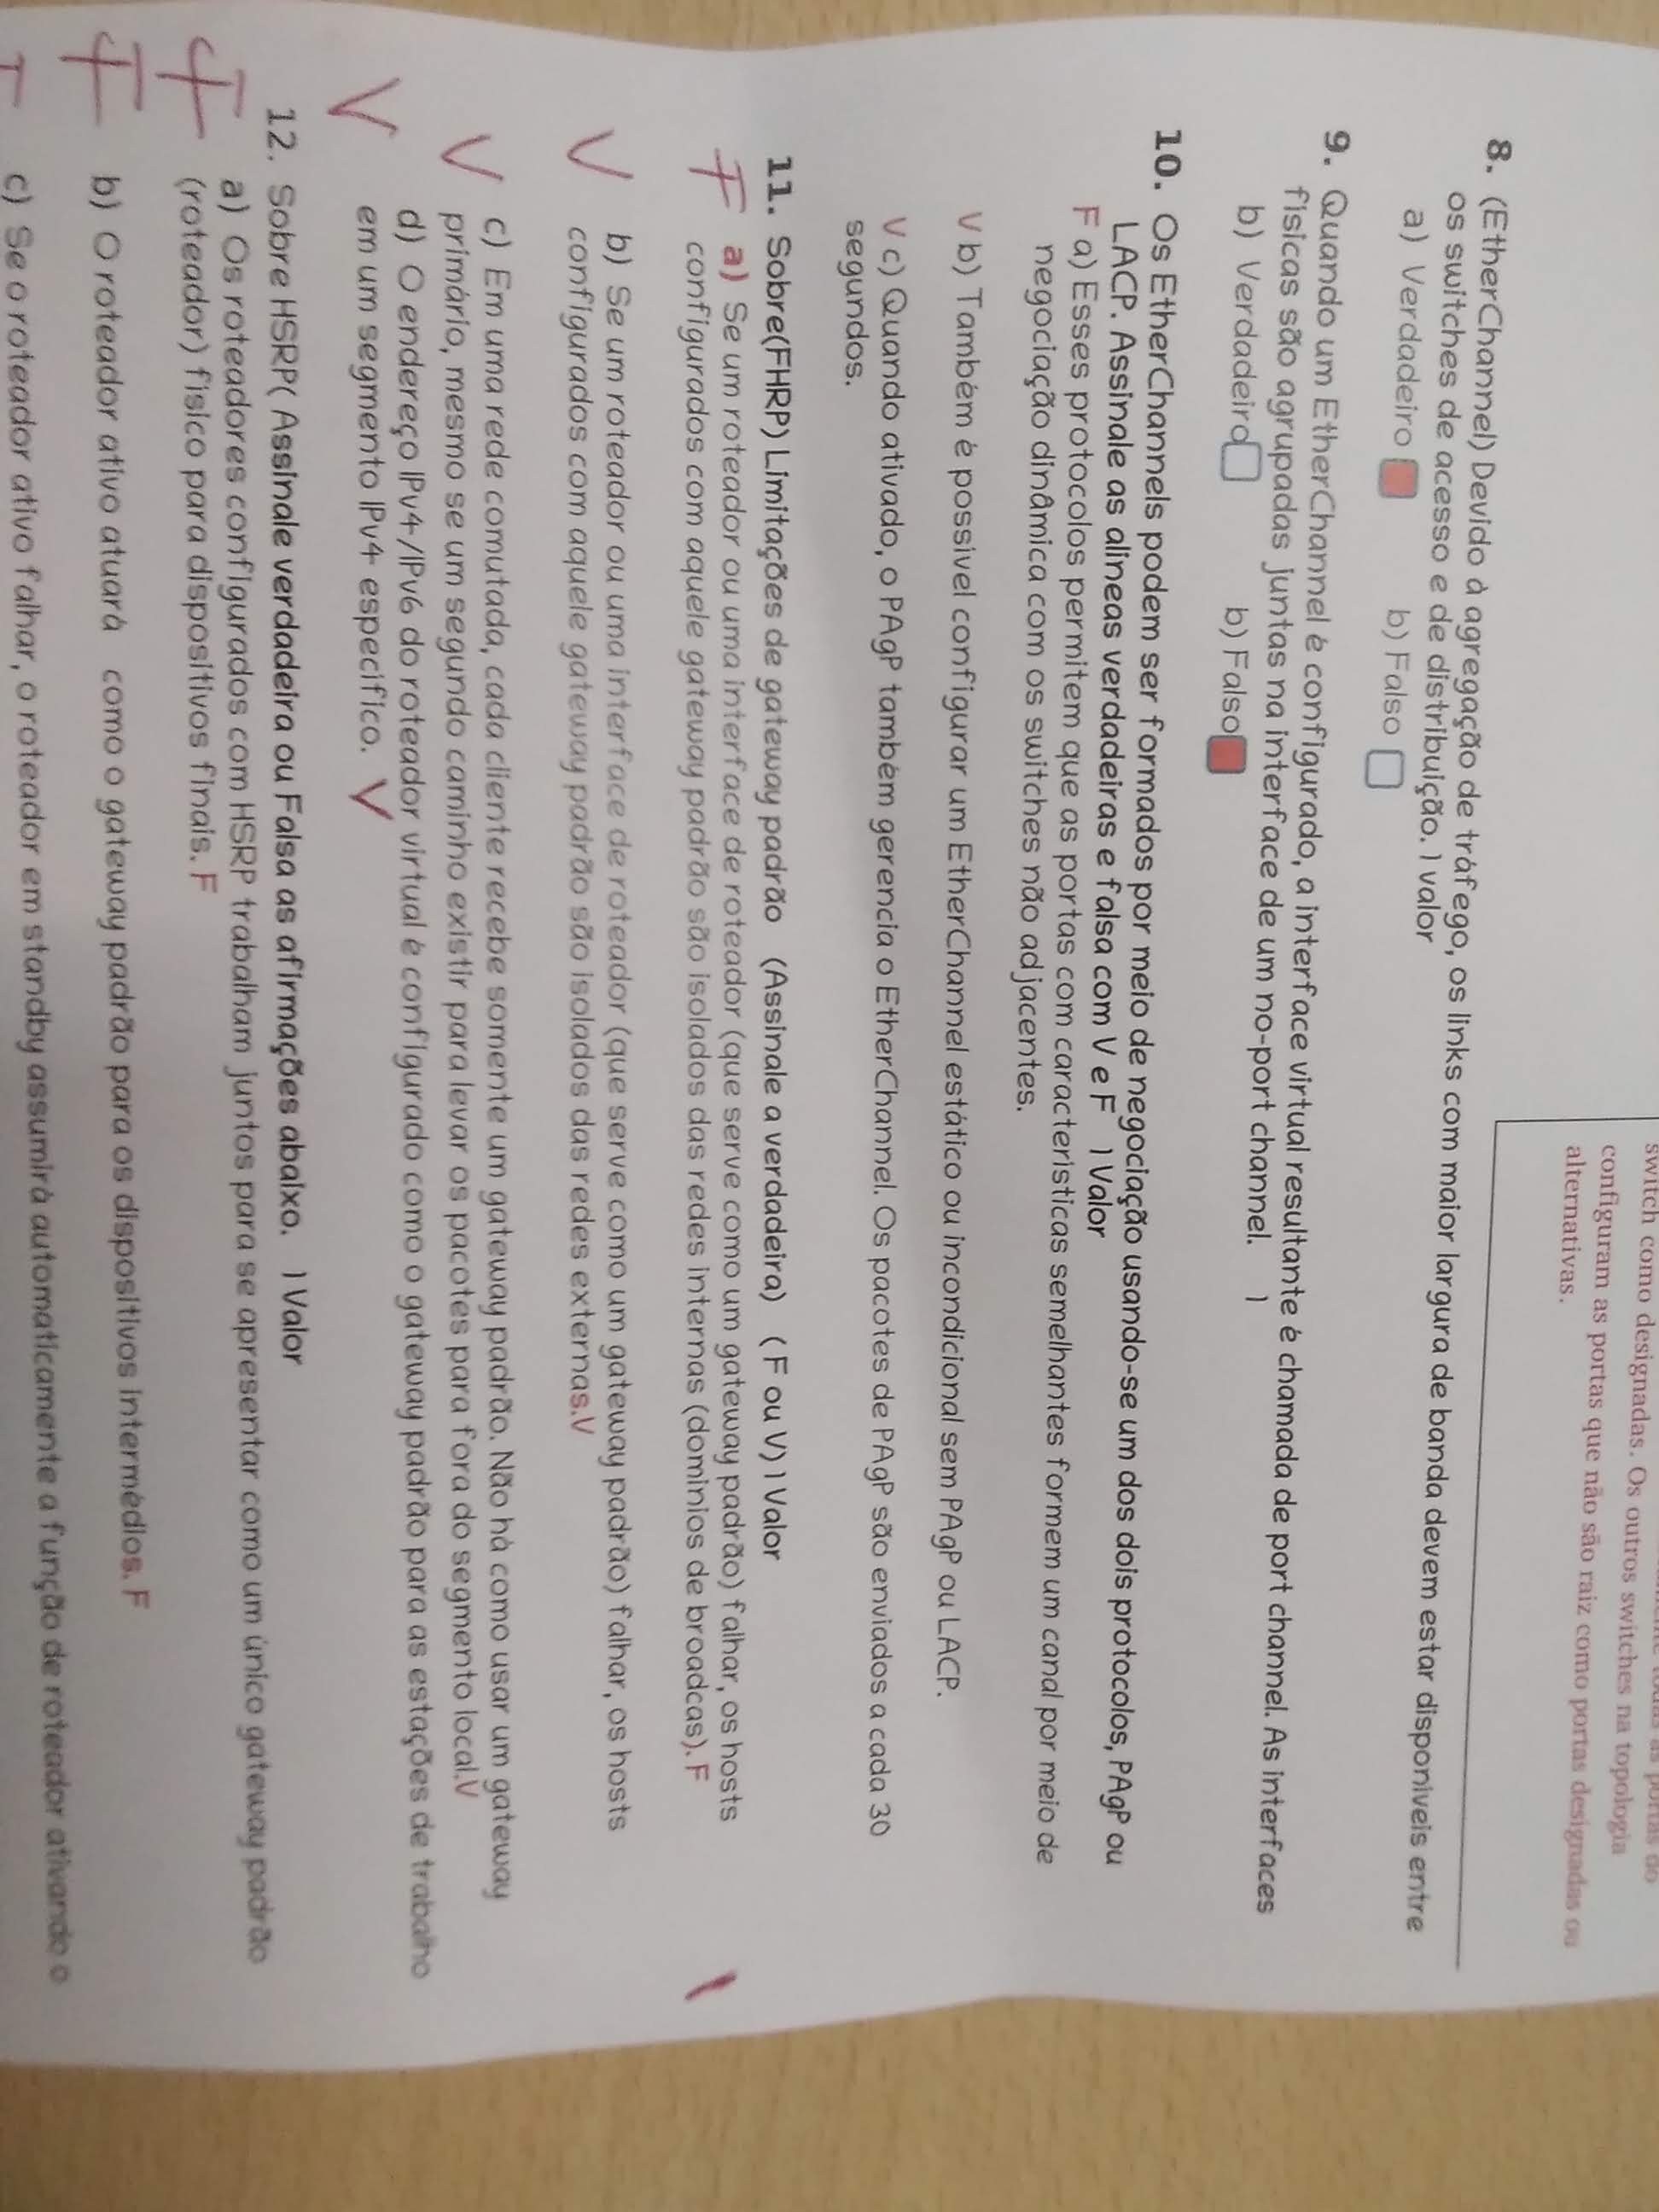 switch como designadas. Os outros switches na topologia
configuram as portas que não são raiz como portas designadas ou
alternativas.
8. (EtherChannel) Devido à agregação de tráfego, os links com maior largura de banda devem estar disponíveis entre
os switches de acesso e de distribuição. 1 valor
a) Verdadeiro b) Falso
9. Quando um EtherChannel é configurado, a interface virtual resultante é chamada de port channel. As interfaces
físicas são agrupadas juntas na interface de um no-port channel. 1
b) Verdadeiro b) Falso
10. Os EtherChannels podem ser formados por meio de negociação usando-se um dos dois protocolos, PAgP ou
LACP. Assinale as alíneas verdadeiras e falsa com V e F 1 Valor
F a) Esses protocolos permitem que as portas com características semelhantes formem um canal por meio de
negociação dinâmica com os switches não adjacentes.
V b) Também é possível configurar um EtherChannel estático ou incondicional sem PAgP ou LACP.
V c) Quando ativado, o PAgP também gerencia o EtherChannel. Os pacotes de PAgP são enviados a cada 30
segundos.
11. Sobre(FHRP) Limitações de gateway padrão (Assinale a verdadeira) ( F ou V) 1 Valor
F a) Se um roteador ou uma interface de roteador (que serve como um gateway padrão) falhar, os hosts
configurados com aquele gateway padrão são isolados das redes internas (domínios de broadcas). F
V b) Se um roteador ou uma interface de roteador (que serve como um gateway padrão) falhar, os hosts
configurados com aquele gateway padrão são isolados das redes externas.V
V c) Em uma rede comutada, cada cliente recebe somente um gateway padrão. Não há como usar um gateway
primário, mesmo se um segundo caminho existir para levar os pacotes para fora do segmento local.V
V d) O endereço IPv4/IPv6 do roteador virtual é configurado como o gateway padrão para as estações de trabalho
em um segmento IPv4 específico. V
12. Sobre HSRP( Assinale verdadeira ou Falsa as afirmações abaixo. 1 Valor
F a) Os roteadores configurados com HSRP trabalham juntos para se apresentar como um único gateway padrão
(roteador) físico para dispositivos finais. F
F b) O roteador ativo atuará como o gateway padrão para os dispositivos intermédios. F
c) Se o roteador ativo falhar, o roteador em standby assumirá automaticamente a função de roteador ativando o